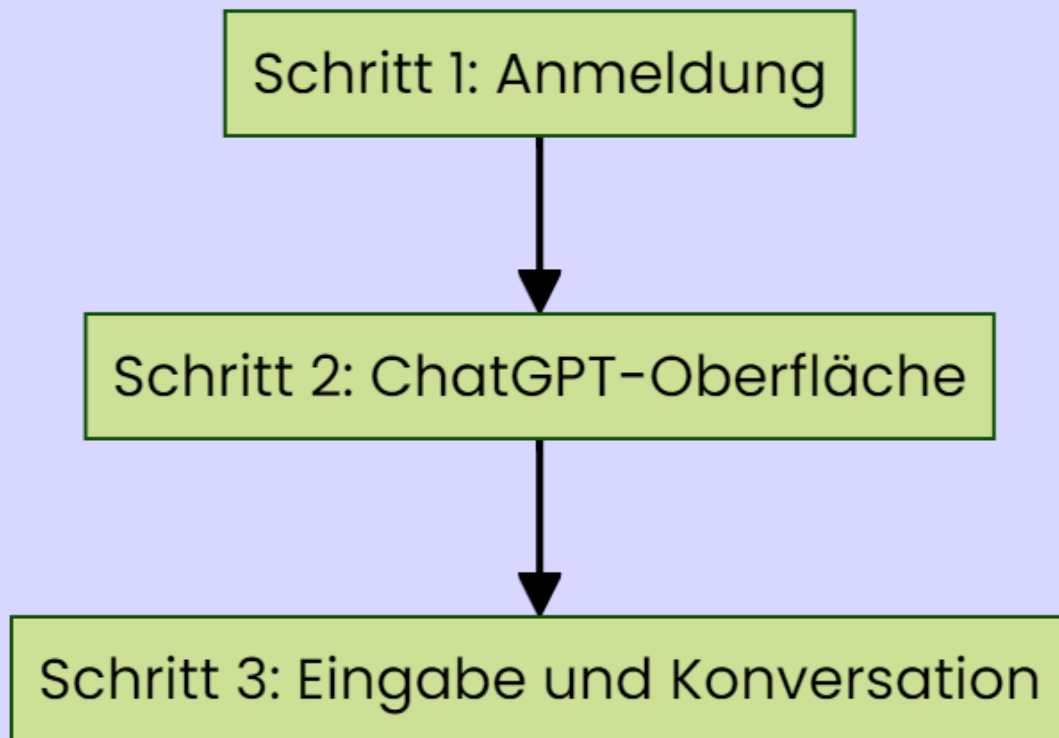 Schritt 1: Anmeldung
Schritt 2: ChatGPT-Oberfläche
Schritt 3: Eingabe und Konversation